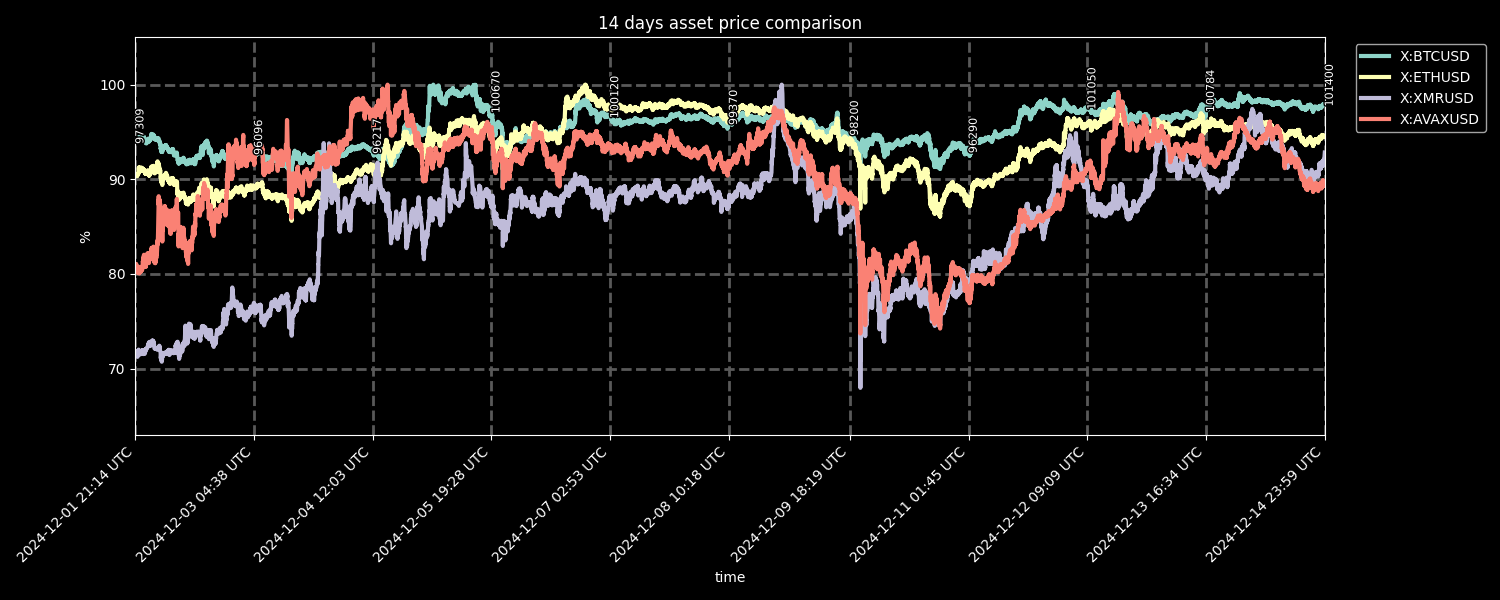 14 days asset price comparison
X:BTCUSD
X:ETHUSD
X:XMRUSD
X:AVAXUSD
%
100
90
80
70
97309
96096
96217
100670
100120
99370
98200
96290
101050
100784
101400
2024-12-01 21:14 UTC
2024-12-03 04:38 UTC
2024-12-04 12:03 UTC
2024-12-05 19:28 UTC
2024-12-07 02:53 UTC
2024-12-08 10:18 UTC
2024-12-09 18:19 UTC
2024-12-11 01:45 UTC
2024-12-12 09:09 UTC
2024-12-13 16:34 UTC
2024-12-14 23:59 UTC
time